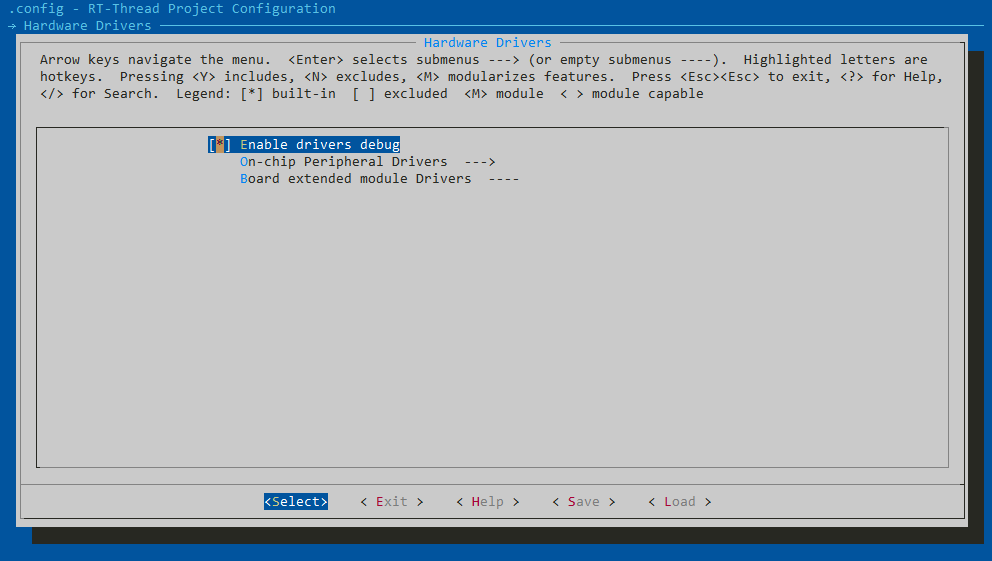 .config - RT-Thread Project Configuration
→ Hardware Drivers
Hardware Drivers
Arrow keys navigate the menu.  <Enter> selects submenus ---> (or empty submenus ----).  Highlighted letters are
hotkeys.  Pressing <Y> includes, <N> excludes, <M> modularizes features.  Press <Esc><Esc> to exit, <?> for Help,
</> for Search.  Legend: [*] built-in  [ ] excluded  <M> module  < > module capable
[*] Enable drivers debug
On-chip Peripheral Drivers  --->
Board extended module Drivers  ----
<Select>    < Exit >    < Help >    < Save >    < Load >